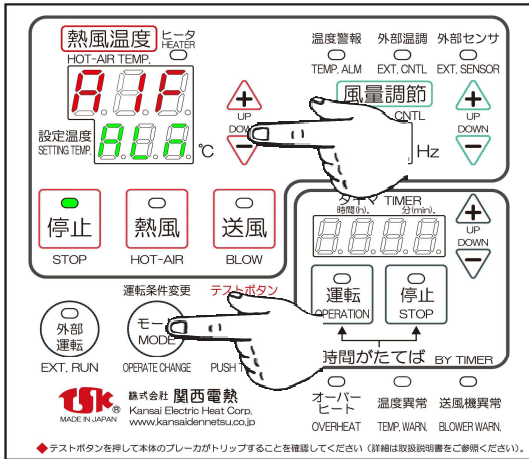 熱風温度 ヒータ
HEATER
HOT-AIR TEMP.
A1F
設定温度
SETTING TEMP.
ALA
℃
UP
DOWN
温度警報 外部温調 外部センサ
TEMP. ALM EXT. CNTL EXT. SENSOR
風量調節
CNTL
Hz
UP
DOWN
停止 熱風 送風
STOP HOT-AIR BLOW
タイマ TIMER
時間(h). 分(min).
UP
DOWN
運転 停止
OPERATION STOP
時間がたてば BY TIMER
運転条件変更 テストボタン
外部
運転
モー
MODE
EXT. RUN OPERATE CHANGE PUSH T
オーバー
ヒート
温度異常 送風機異常
OVERHEAT TEMP. WARN. BLOWER WARN.
TSK
®
MADE IN JAPAN
株式会社 関西電熱
Kansai Electric Heat Corp.
www.kansaidennetsu.co.jp
◆テストボタンを押して本体のブレーカがトリップすることを確認してください（詳細は取扱説明書をご参照ください）。